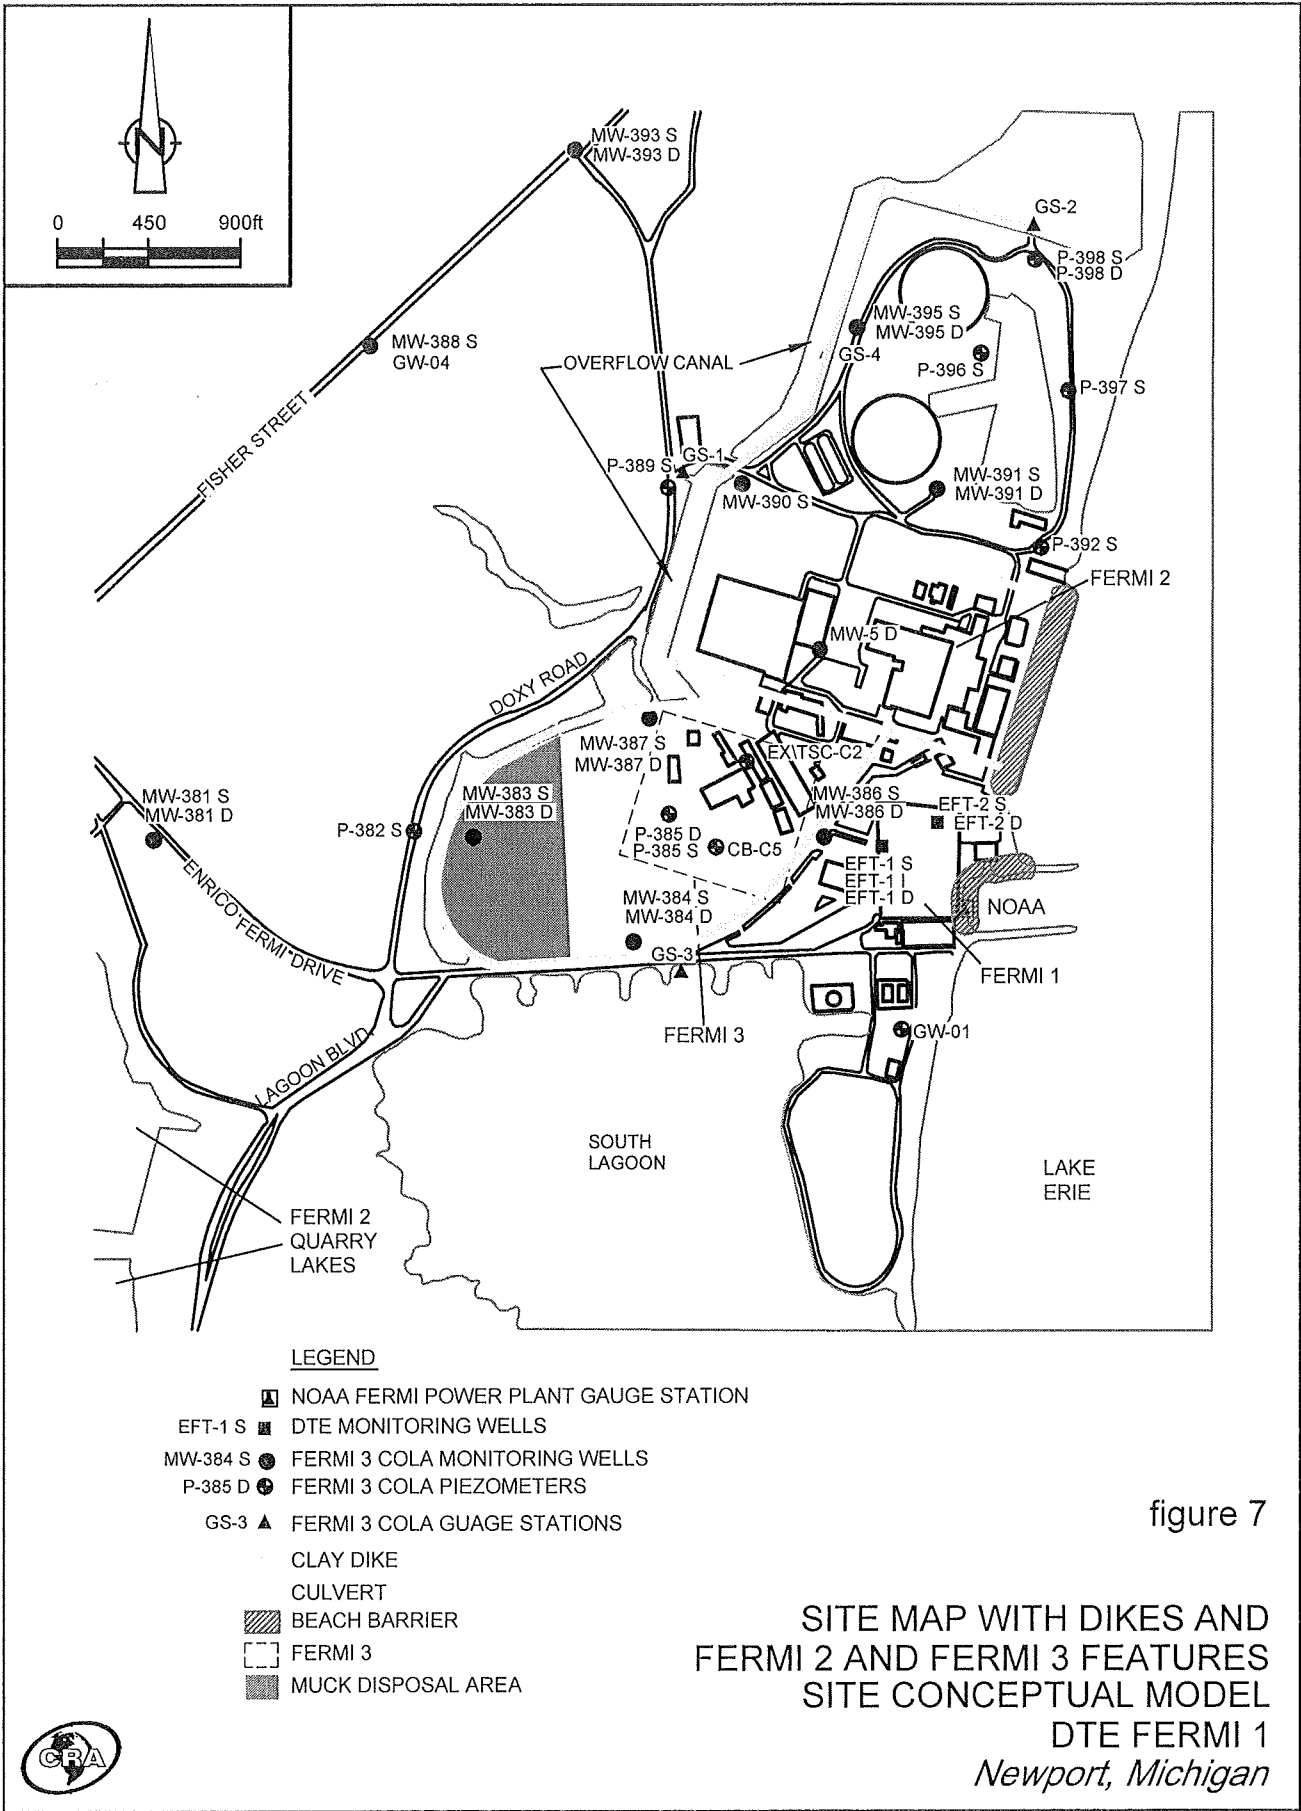 N
0 450 900ft
MW-393 S
MW-393 D
GS-2
P-398 S
P-398 D
MW-395 S
MW-395 D
GS-4
P-396 S
MW-388 S
GW-04
OVERFLOW CANAL
P-397 S
FISHER STREET
P-389 S
GS-1
MW-390 S
MW-391 S
MW-391 D
P-392 S
FERMI 2
MW-5 D
DOXY ROAD
MW-387 S
MW-387 D
EX\TSC-C2
MW-381 S
MW-381 D
MW-383 S
MW-383 D
MW-386 S
MW-386 D
EFT-2 S
EFT-2 D
P-382 S
P-385 D
P-385 S
CB-C5
EFT-1 S
EFT-1 I
EFT-1 D
ENRICO FERMI DRIVE
MW-384 S
MW-384 D
NOAA
GS-3
FERMI 1
FERMI 3
GW-01
LAGOON BLVD.
SOUTH
LAGOON
LAKE
ERIE
FERMI 2
QUARRY
LAKES
LEGEND
NOAA FERMI POWER PLANT GAUGE STATION
EFT-1 S DTE MONITORING WELLS
MW-384 S FERMI 3 COLA MONITORING WELLS
P-385 D FERMI 3 COLA PIEZOMETERS
GS-3 FERMI 3 COLA GUAGE STATIONS
CLAY DIKE
CULVERT
BEACH BARRIER
FERMI 3
MUCK DISPOSAL AREA
figure 7
SITE MAP WITH DIKES AND
FERMI 2 AND FERMI 3 FEATURES
SITE CONCEPTUAL MODEL
DTE FERMI 1
Newport, Michigan
CRA